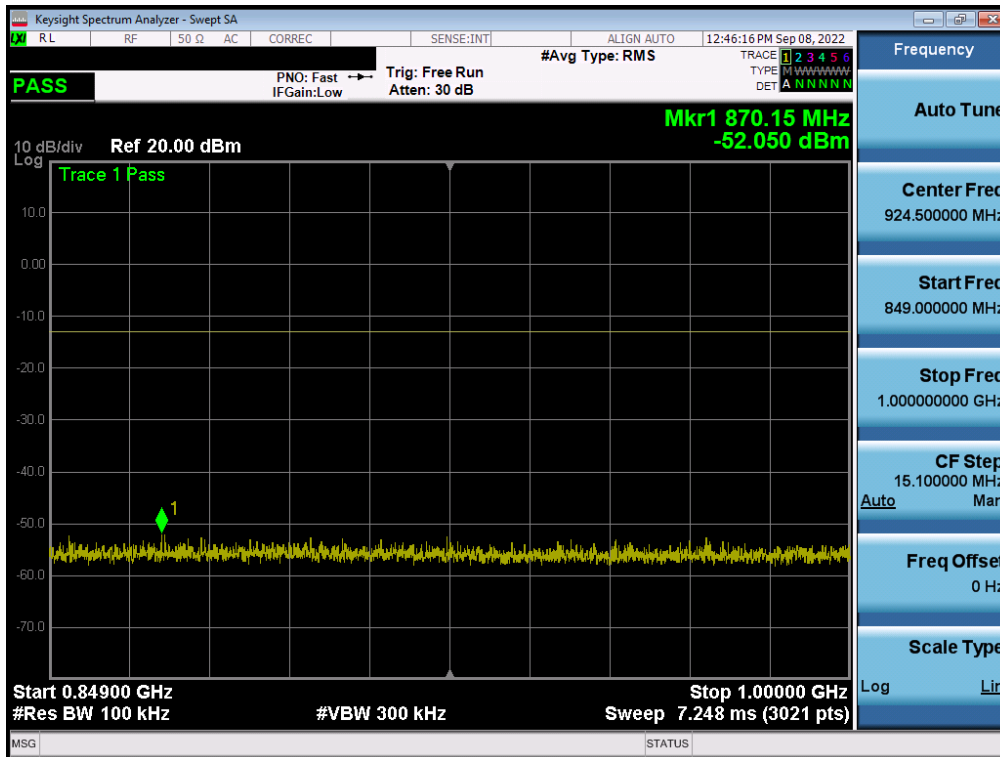 Keysight Spectrum Analyzer - Swept SA
LXI RL RF 50 Ω AC CORREC SENSE:INT ALIGN AUTO 12:46:16 PM Sep 08, 2022
#Avg Type: RMS
TRACE 1 2 3 4 5 6
TYPE M W W W W W
DET A N N N N N
PASS
PNO: Fast
IFGain:Low
Trig: Free Run
Atten: 30 dB
Mkr1 870.15 MHz
-52.050 dBm
10 dB/div
Log
Ref 20.00 dBm
Trace 1 Pass
10.0
0.00
-10.0
-20.0
-30.0
-40.0
-50.0
-60.0
-70.0
1
Start 0.84900 GHz
Stop 1.00000 GHz
#Res BW 100 kHz
#VBW 300 kHz
Sweep 7.248 ms (3021 pts)
MSG
STATUS
Frequency
Auto Tune
Center Freq
924.500000 MHz
Start Freq
849.000000 MHz
Stop Freq
1.000000000 GHz
CF Step
15.100000 MHz
Auto Man
Freq Offset
0 Hz
Scale Type
Log Lin